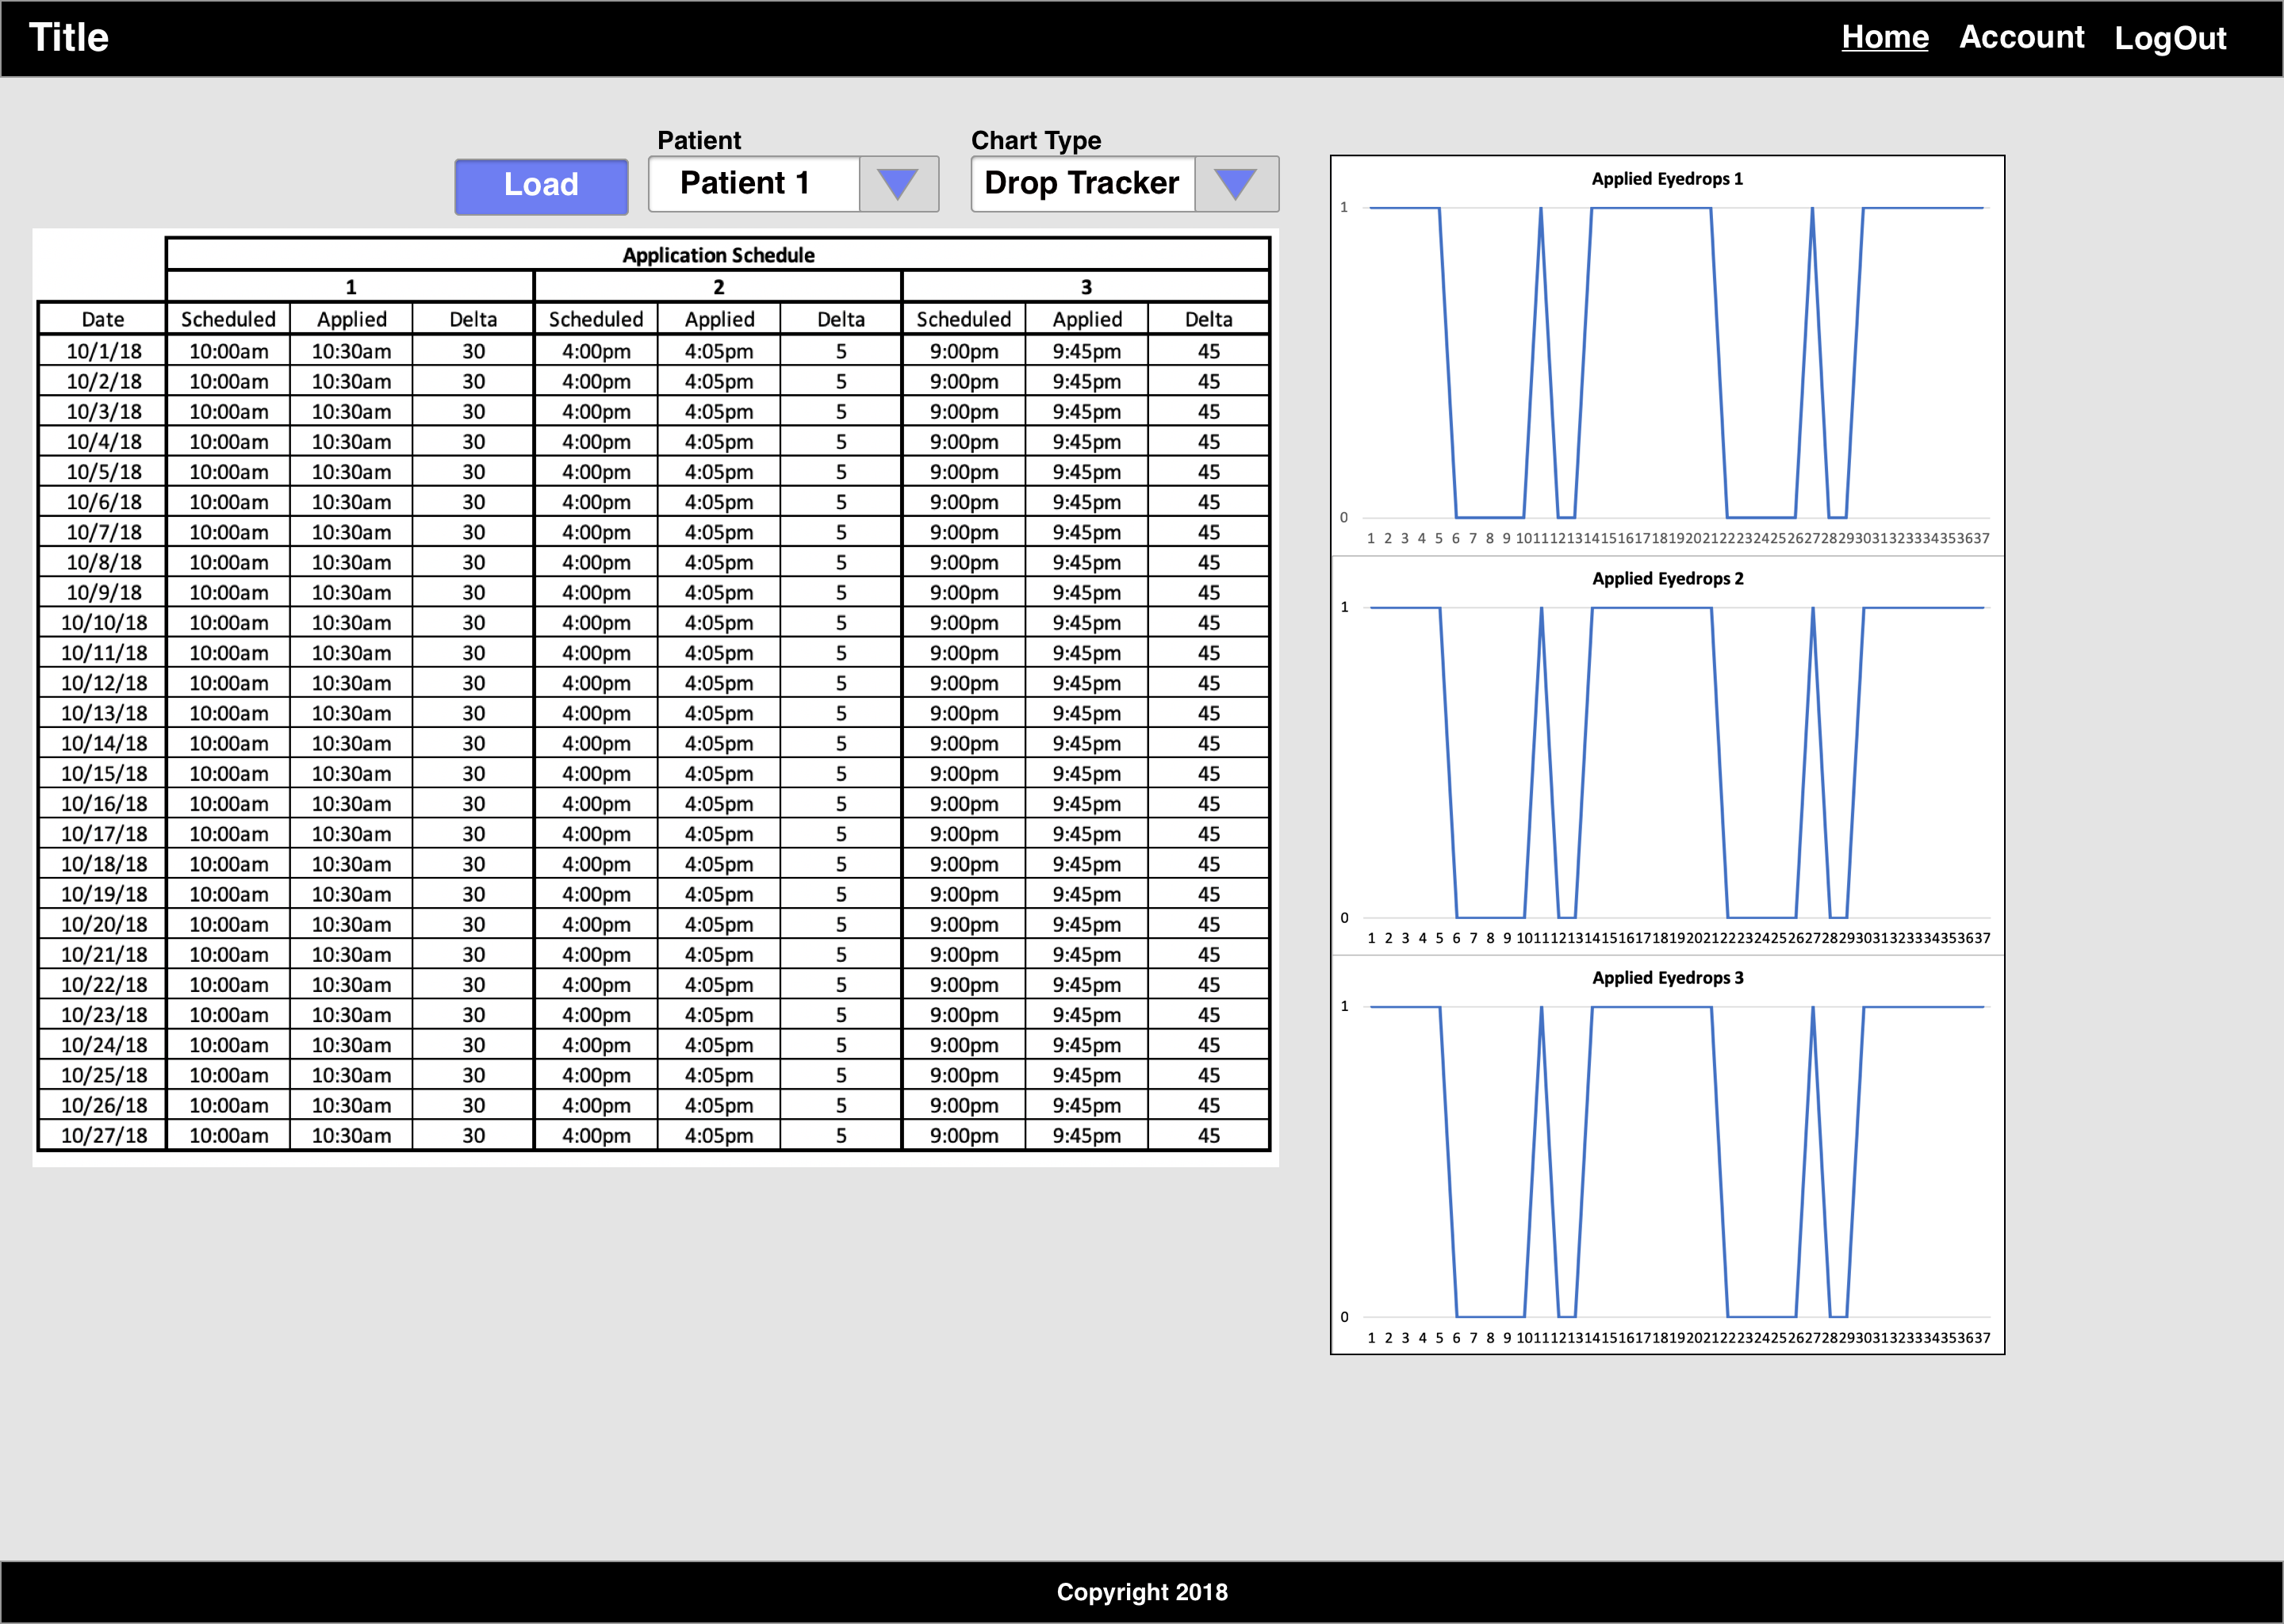 Title Home Account LogOut
Patient Chart Type
Load Patient 1 Drop Tracker
Application Schedule
1 2 3
Date Scheduled Applied Delta Scheduled Applied Delta Scheduled Applied Delta
10/1/18 10:00am 10:30am 30 4:00pm 4:05pm 5 9:00pm 9:45pm 45
10/2/18 10:00am 10:30am 30 4:00pm 4:05pm 5 9:00pm 9:45pm 45
10/3/18 10:00am 10:30am 30 4:00pm 4:05pm 5 9:00pm 9:45pm 45
10/4/18 10:00am 10:30am 30 4:00pm 4:05pm 5 9:00pm 9:45pm 45
10/5/18 10:00am 10:30am 30 4:00pm 4:05pm 5 9:00pm 9:45pm 45
10/6/18 10:00am 10:30am 30 4:00pm 4:05pm 5 9:00pm 9:45pm 45
10/7/18 10:00am 10:30am 30 4:00pm 4:05pm 5 9:00pm 9:45pm 45
10/8/18 10:00am 10:30am 30 4:00pm 4:05pm 5 9:00pm 9:45pm 45
10/9/18 10:00am 10:30am 30 4:00pm 4:05pm 5 9:00pm 9:45pm 45
10/10/18 10:00am 10:30am 30 4:00pm 4:05pm 5 9:00pm 9:45pm 45
10/11/18 10:00am 10:30am 30 4:00pm 4:05pm 5 9:00pm 9:45pm 45
10/12/18 10:00am 10:30am 30 4:00pm 4:05pm 5 9:00pm 9:45pm 45
10/13/18 10:00am 10:30am 30 4:00pm 4:05pm 5 9:00pm 9:45pm 45
10/14/18 10:00am 10:30am 30 4:00pm 4:05pm 5 9:00pm 9:45pm 45
10/15/18 10:00am 10:30am 30 4:00pm 4:05pm 5 9:00pm 9:45pm 45
10/16/18 10:00am 10:30am 30 4:00pm 4:05pm 5 9:00pm 9:45pm 45
10/17/18 10:00am 10:30am 30 4:00pm 4:05pm 5 9:00pm 9:45pm 45
10/18/18 10:00am 10:30am 30 4:00pm 4:05pm 5 9:00pm 9:45pm 45
10/19/18 10:00am 10:30am 30 4:00pm 4:05pm 5 9:00pm 9:45pm 45
10/20/18 10:00am 10:30am 30 4:00pm 4:05pm 5 9:00pm 9:45pm 45
10/21/18 10:00am 10:30am 30 4:00pm 4:05pm 5 9:00pm 9:45pm 45
10/22/18 10:00am 10:30am 30 4:00pm 4:05pm 5 9:00pm 9:45pm 45
10/23/18 10:00am 10:30am 30 4:00pm 4:05pm 5 9:00pm 9:45pm 45
10/24/18 10:00am 10:30am 30 4:00pm 4:05pm 5 9:00pm 9:45pm 45
10/25/18 10:00am 10:30am 30 4:00pm 4:05pm 5 9:00pm 9:45pm 45
10/26/18 10:00am 10:30am 30 4:00pm 4:05pm 5 9:00pm 9:45pm 45
10/27/18 10:00am 10:30am 30 4:00pm 4:05pm 5 9:00pm 9:45pm 45
Applied Eyedrops 1
1
0
1 2 3 4 5 6 7 8 9 10 11 12 13 14 15 16 17 18 19 20 21 22 23 24 25 26 27 28 29 30 31 32 33 34 35 36 37
Applied Eyedrops 2
1
0
1 2 3 4 5 6 7 8 9 10 11 12 13 14 15 16 17 18 19 20 21 22 23 24 25 26 27 28 29 30 31 32 33 34 35 36 37
Applied Eyedrops 3
1
0
1 2 3 4 5 6 7 8 9 10 11 12 13 14 15 16 17 18 19 20 21 22 23 24 25 26 27 28 29 30 31 32 33 34 35 36 37
Copyright 2018